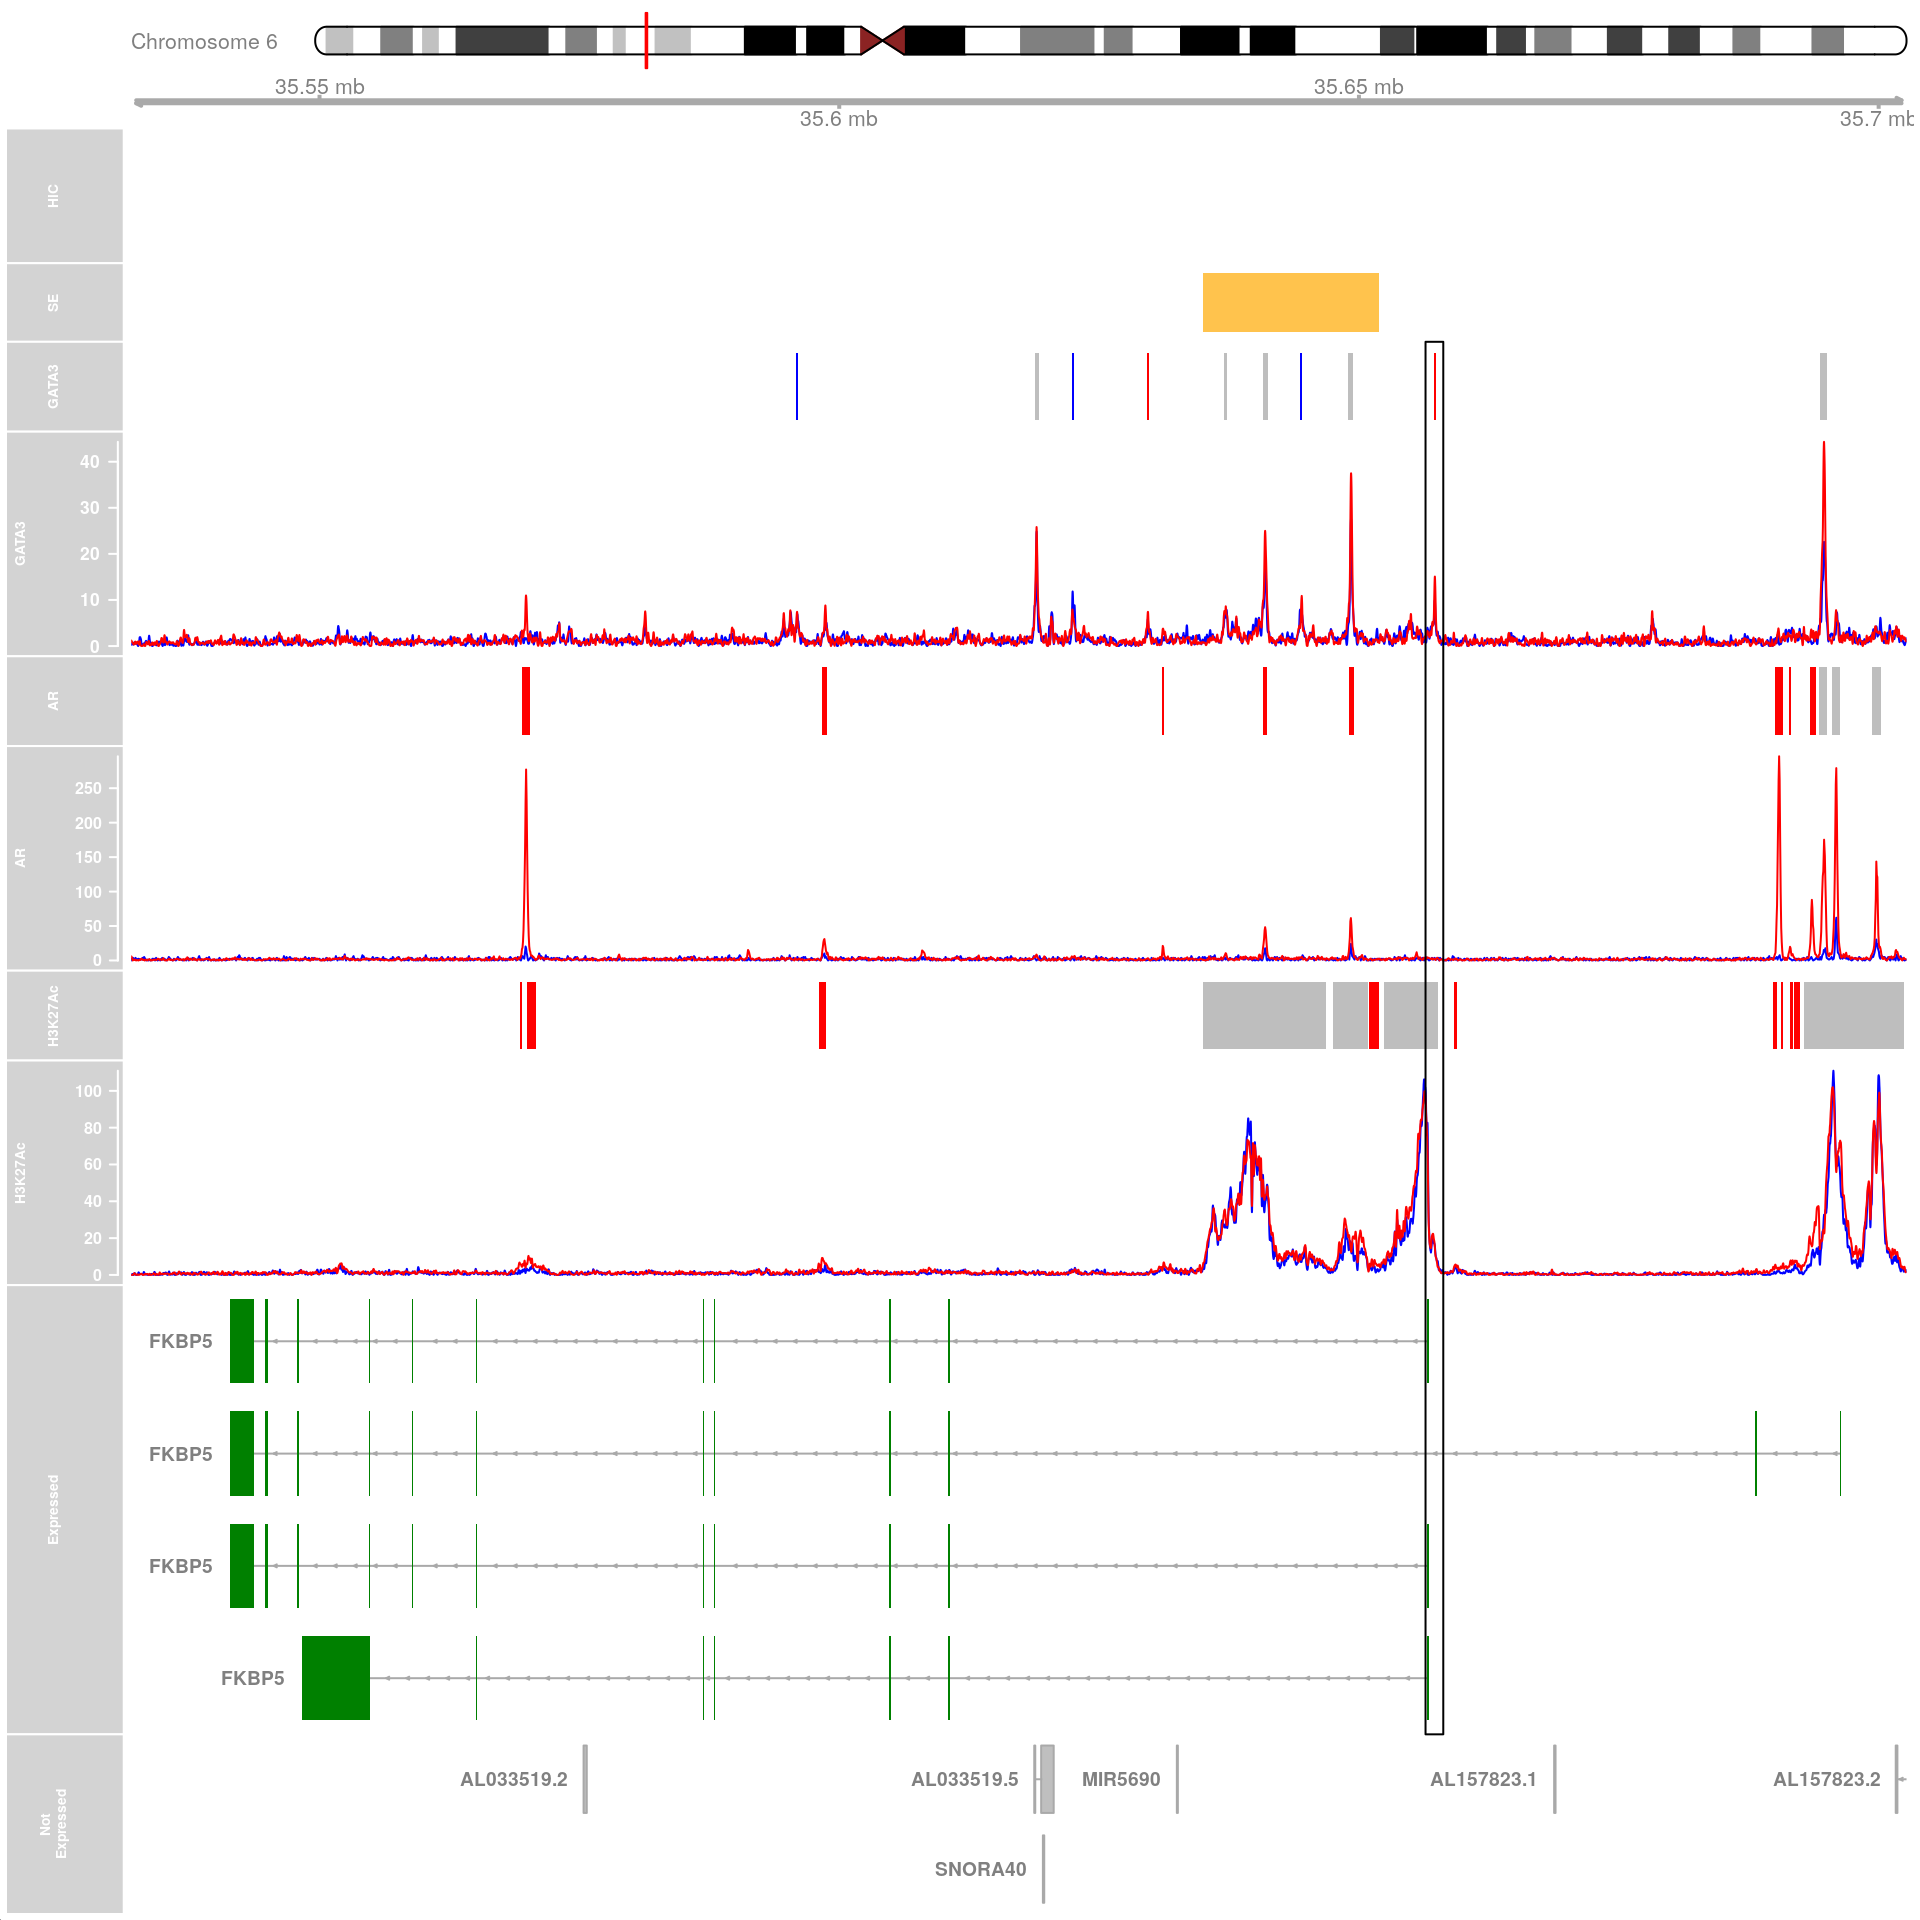 Chromosome 6
35.55 mb
35.65 mb
35.6 mb
35.7 mb
HIC
SE
GATA3
GATA3
40
30
20
10
0
AR
AR
250
200
150
100
50
0
H3K27Ac
H3K27Ac
100
80
60
40
20
0
Expressed
FKBP5
FKBP5
FKBP5
FKBP5
Not
Expressed
AL033519.2
AL033519.5
MIR5690
AL157823.1
AL157823.2
SNORA40